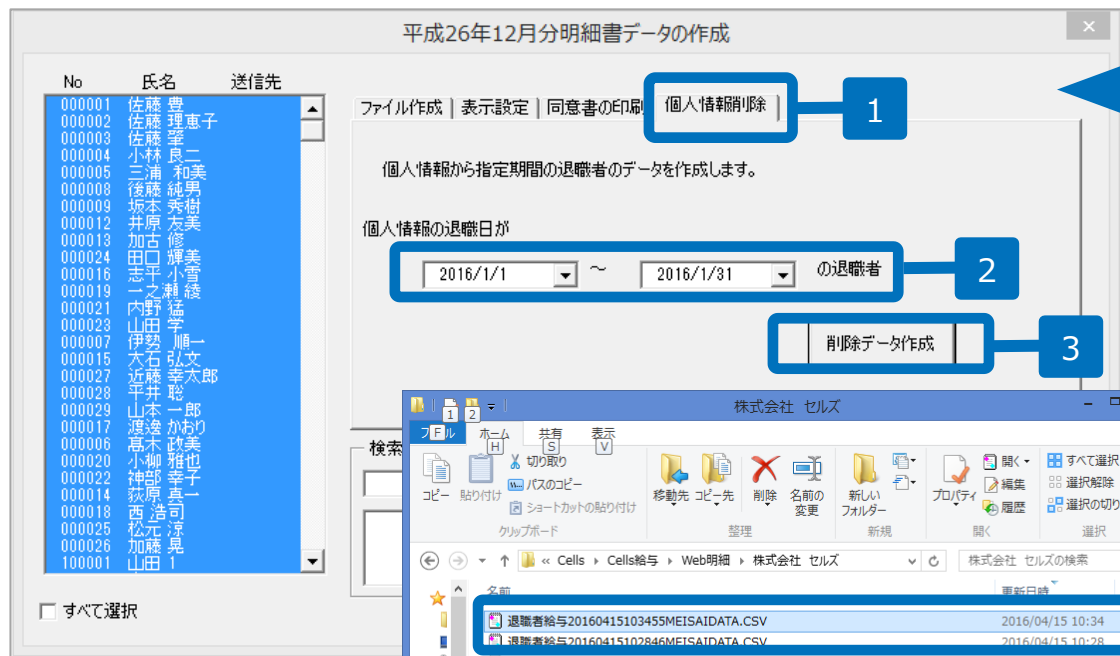 平成26年12月分明細書データの作成
No 氏名 送信先
000001 佐藤 豊
000002 佐藤 理恵子
000003 佐藤 肇
000004 小林 良二
000005 三浦 和美
000008 後藤 純男
000009 坂本 秀樹
000012 井原 友美
000013 加古 修
000024 田口 輝美
000016 志平 小雪
000019 一之瀬 綾
000021 内野 猛
000023 山田 学
000007 伊勢 順一
000015 大石 弘文
000027 近藤 幸太郎
000028 平井 聡
000029 山本 一郎
000017 渡邉 かおり
000006 高木 政美
000020 小柳 雅也
000022 神部 幸子
000014 荻原 真一
000018 西 浩司
000025 松元 涼
000026 加藤 晃
100001 山田 1
すべて選択
ファイル作成 表示設定 同意書の印刷 個人情報削除
1
個人情報から指定期間の退職者のデータを作成します。
個人情報の退職日が
2016/1/1 ～ 2016/1/31 の退職者
2
削除データ作成
3
検索
1 2 株式会社 セルズ
F ル ホーム 共有 表示
H S V
コピー 貼り付け 切り取り パスのコピー ショートカットの貼り付け
移動先 コピー先 削除 名前の変更 新しいフォルダー
プロパティ 開く 編集 履歴
すべて選択 選択解除 選択の切り
クリップボード 整理 新規 開く 選択
« Cells Cells給与 Web明細 株式会社 セルズ
株式会社 セルズの検索
名前 更新日時
退職者給与20160415103455MEISAIDATA.CSV 2016/04/15 10:34
退職者給与20160415102846MEISAIDATA.CSV 2016/04/15 10:28